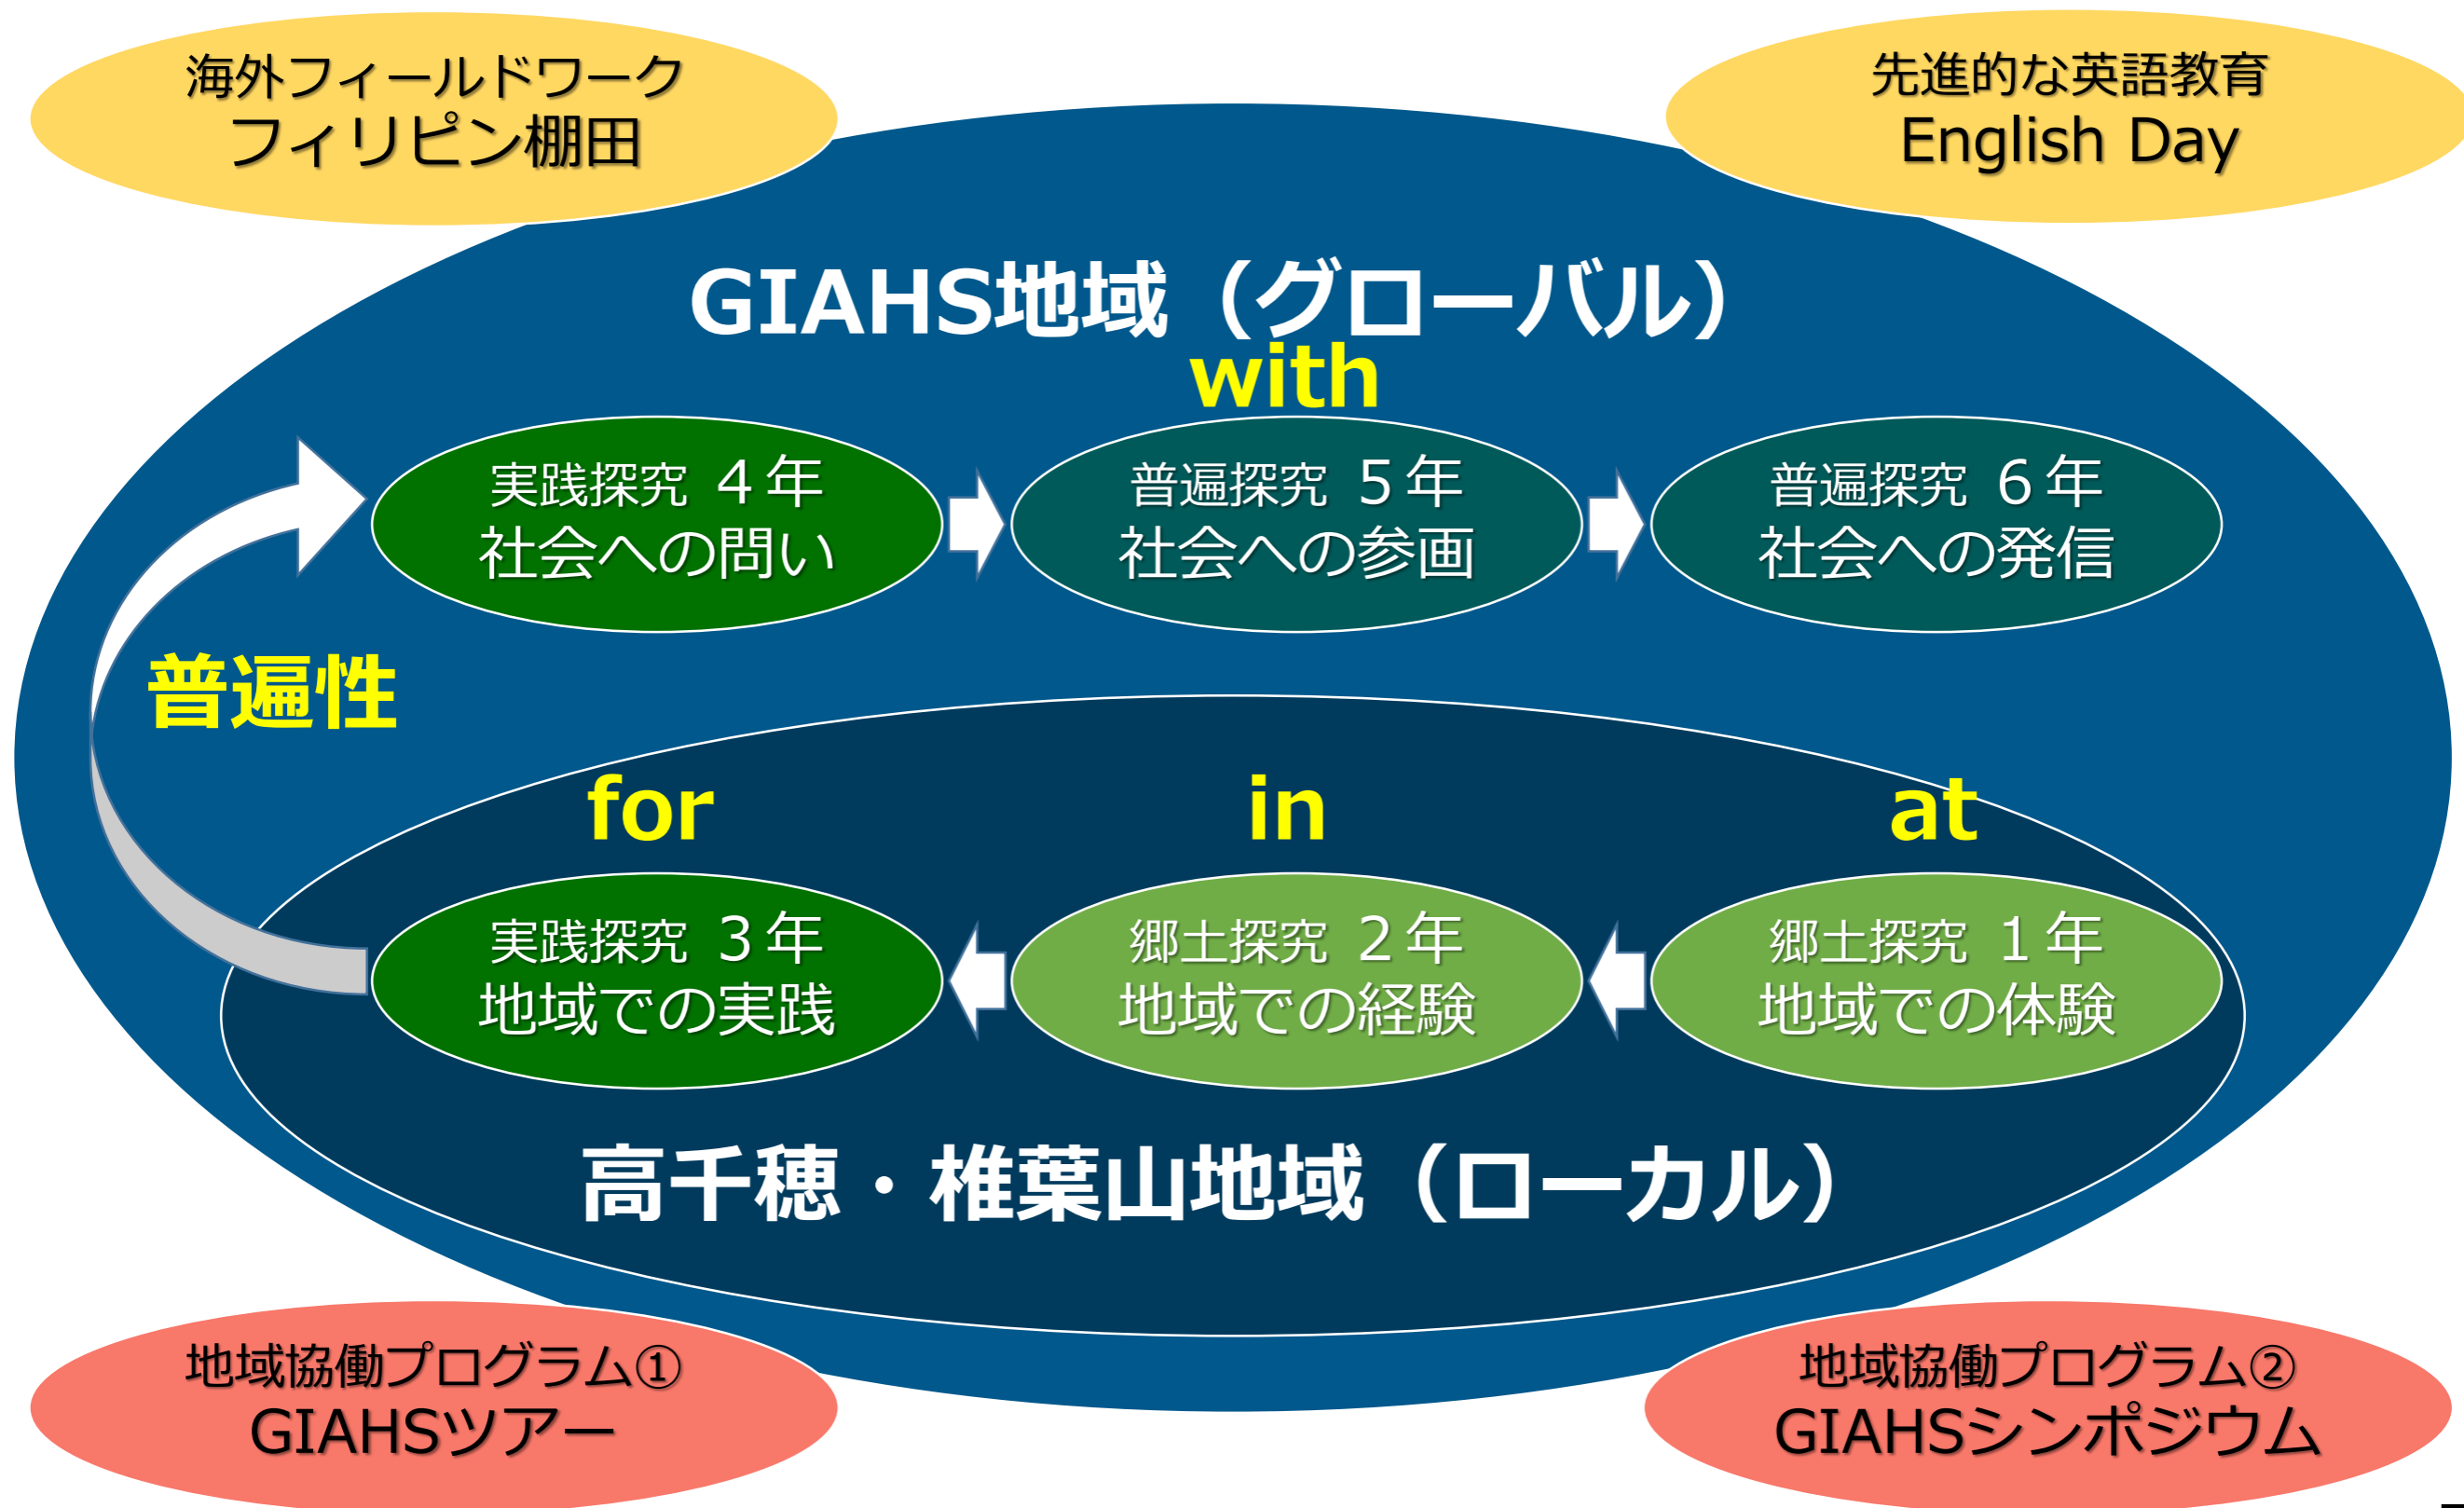 海外フィールドワーク
フィリピン棚田
先進的な英語教育
English Day
GIAHS地域（グローバル）
with
実践探究 ４年
社会への問い
普遍探究 ５年
社会への参画
普遍探究 ６年
社会への発信
普遍性
for
in
at
実践探究 ３年
地域での実践
郷土探究 ２年
地域での経験
郷土探究 １年
地域での体験
高千穂・椎葉山地域（ローカル）
地域協働プログラム①
GIAHSツアー
地域協働プログラム②
GIAHSシンポジウム